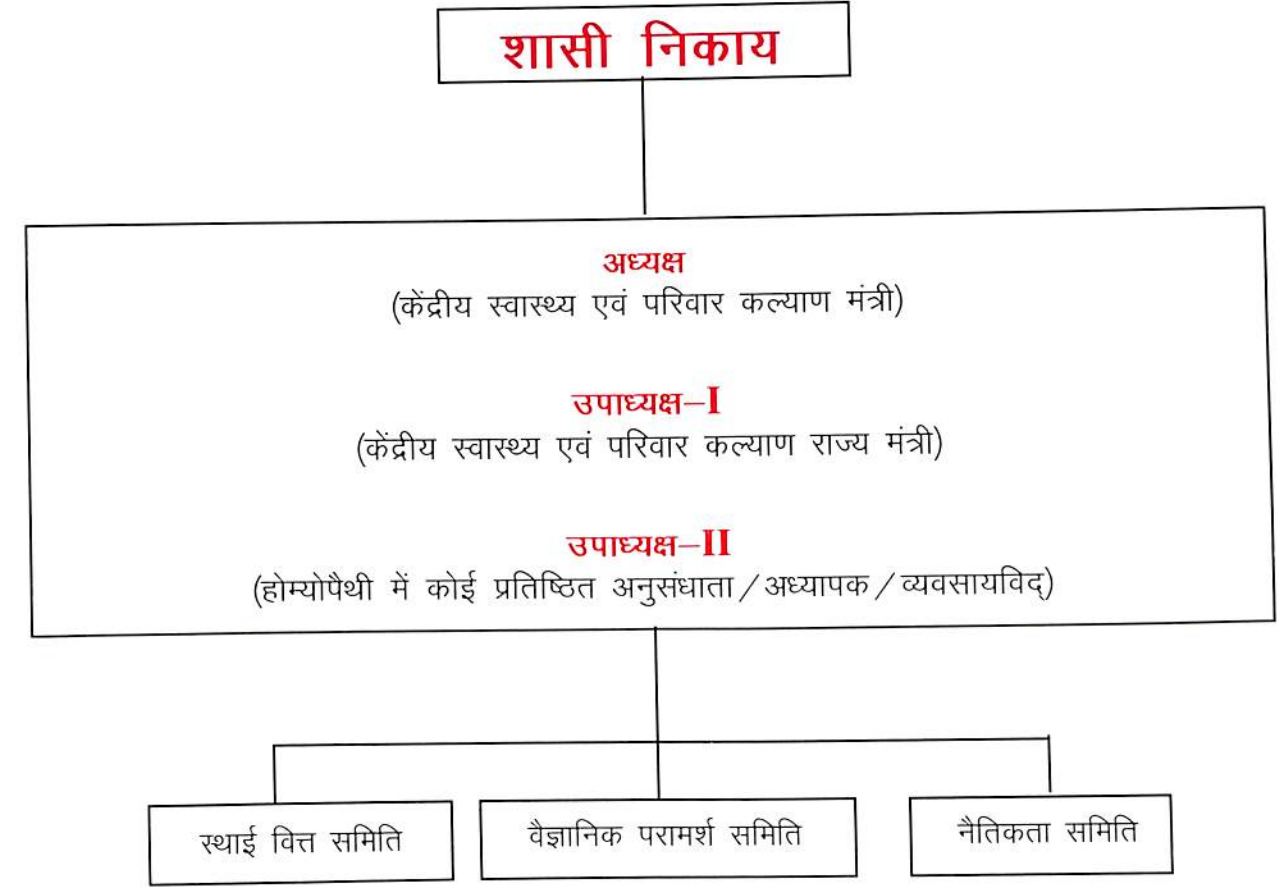 शासी निकाय
अध्यक्ष
(केंद्रीय स्वास्थ्य एवं परिवार कल्याण मंत्री)
उपाध्यक्ष–I
(केंद्रीय स्वास्थ्य एवं परिवार कल्याण राज्य मंत्री)
उपाध्यक्ष–II
(होम्योपैथी में कोई प्रतिष्ठित अनुसंधाता/अध्यापक/व्यवसायविद्)
स्थाई वित्त समिति
वैज्ञानिक परामर्श समिति
नैतिकता समिति